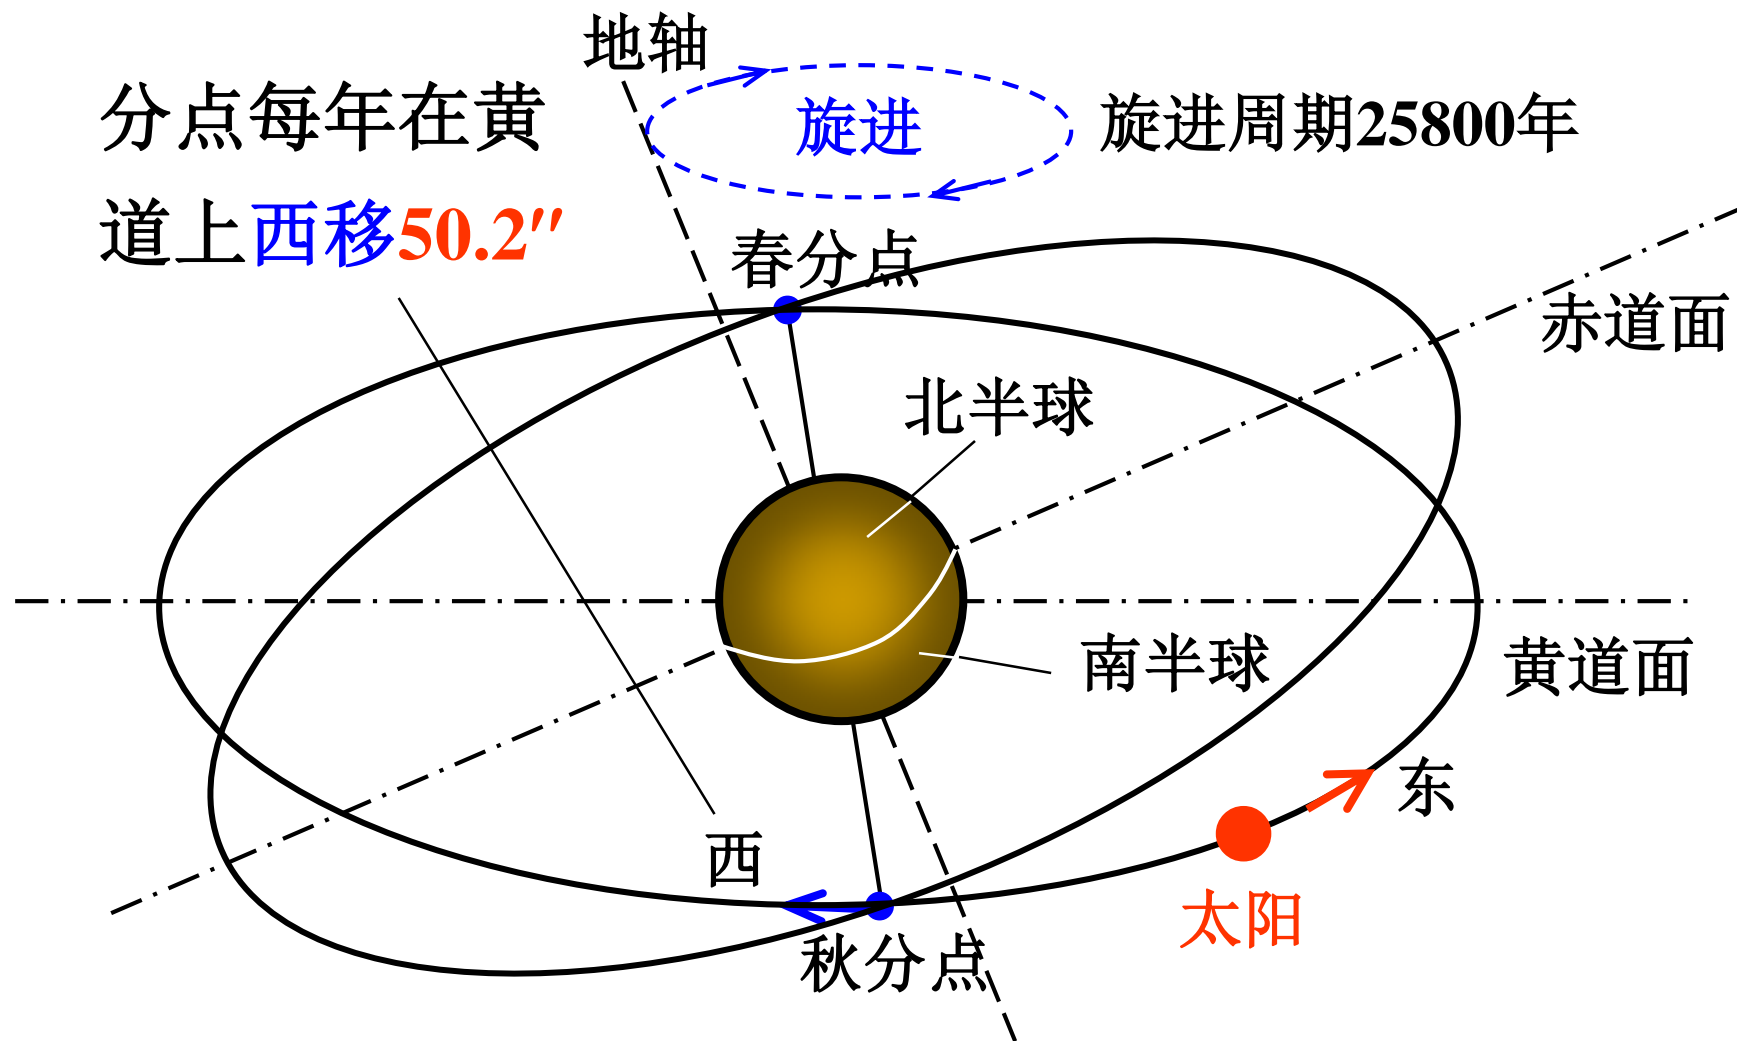 地轴
分点每年在黄
道上西移50.2″
旋进
旋进周期25800年
春分点
赤道面
北半球
南半球
黄道面
东
西
太阳
秋分点